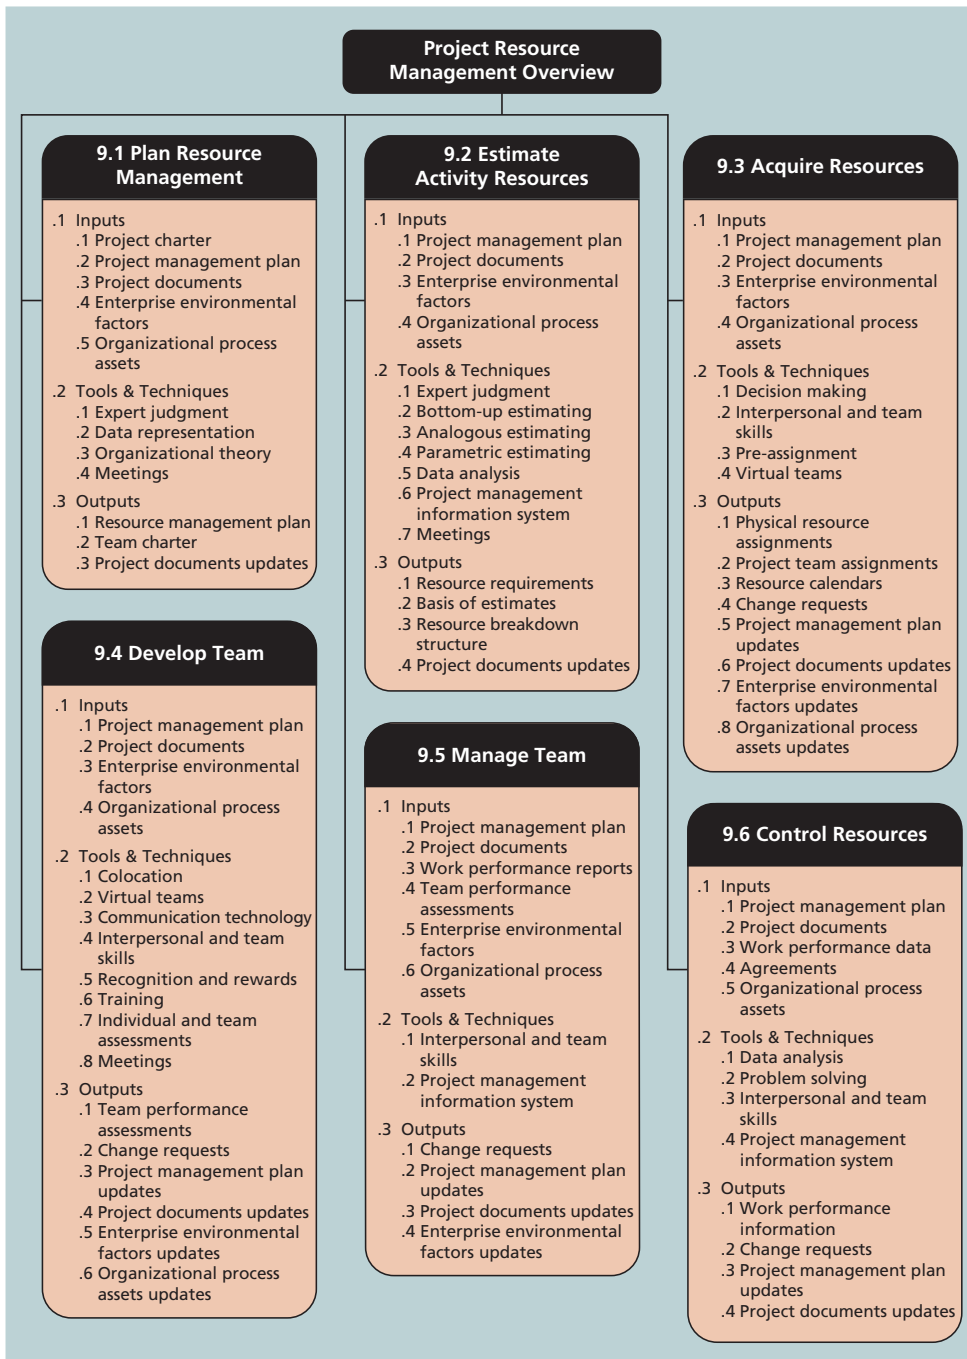 Project Resource
Management Overview
9.1 Plan Resource
Management
.1 Inputs
.1 Project charter
.2 Project management plan
.3 Project documents
.4 Enterprise environmental
factors
.5 Organizational process
assets
.2 Tools & Techniques
.1 Expert judgment
.2 Data representation
.3 Organizational theory
.4 Meetings
.3 Outputs
.1 Resource management plan
.2 Team charter
.3 Project documents updates
9.2 Estimate
Activity Resources
.1 Inputs
.1 Project management plan
.2 Project documents
.3 Enterprise environmental
factors
.4 Organizational process
assets
.2 Tools & Techniques
.1 Expert judgment
.2 Bottom-up estimating
.3 Analogous estimating
.4 Parametric estimating
.5 Data analysis
.6 Project management
information system
.7 Meetings
.3 Outputs
.1 Resource requirements
.2 Basis of estimates
.3 Resource breakdown
structure
.4 Project documents updates
9.3 Acquire Resources
.1 Inputs
.1 Project management plan
.2 Project documents
.3 Enterprise environmental
factors
.4 Organizational process
assets
.2 Tools & Techniques
.1 Decision making
.2 Interpersonal and team
skills
.3 Pre-assignment
.4 Virtual teams
.3 Outputs
.1 Physical resource
assignments
.2 Project team assignments
.3 Resource calendars
.4 Change requests
.5 Project management plan
updates
.6 Project documents updates
.7 Enterprise environmental
factors updates
.8 Organizational process
assets updates
9.4 Develop Team
.1 Inputs
.1 Project management plan
.2 Project documents
.3 Enterprise environmental
factors
.4 Organizational process
assets
.2 Tools & Techniques
.1 Colocation
.2 Virtual teams
.3 Communication technology
.4 Interpersonal and team
skills
.5 Recognition and rewards
.6 Training
.7 Individual and team
assessments
.8 Meetings
.3 Outputs
.1 Team performance
assessments
.2 Change requests
.3 Project management plan
updates
.4 Project documents updates
.5 Enterprise environmental
factors updates
.6 Organizational process
assets updates
9.5 Manage Team
.1 Inputs
.1 Project management plan
.2 Project documents
.3 Work performance reports
.4 Team performance
assessments
.5 Enterprise environmental
factors
.6 Organizational process
assets
.2 Tools & Techniques
.1 Interpersonal and team
skills
.2 Project management
information system
.3 Outputs
.1 Change requests
.2 Project management plan
updates
.3 Project documents updates
.4 Enterprise environmental
factors updates
9.6 Control Resources
.1 Inputs
.1 Project management plan
.2 Project documents
.3 Work performance data
.4 Agreements
.5 Organizational process
assets
.2 Tools & Techniques
.1 Data analysis
.2 Problem solving
.3 Interpersonal and team
skills
.4 Project management
information system
.3 Outputs
.1 Work performance
information
.2 Change requests
.3 Project management plan
updates
.4 Project documents updates